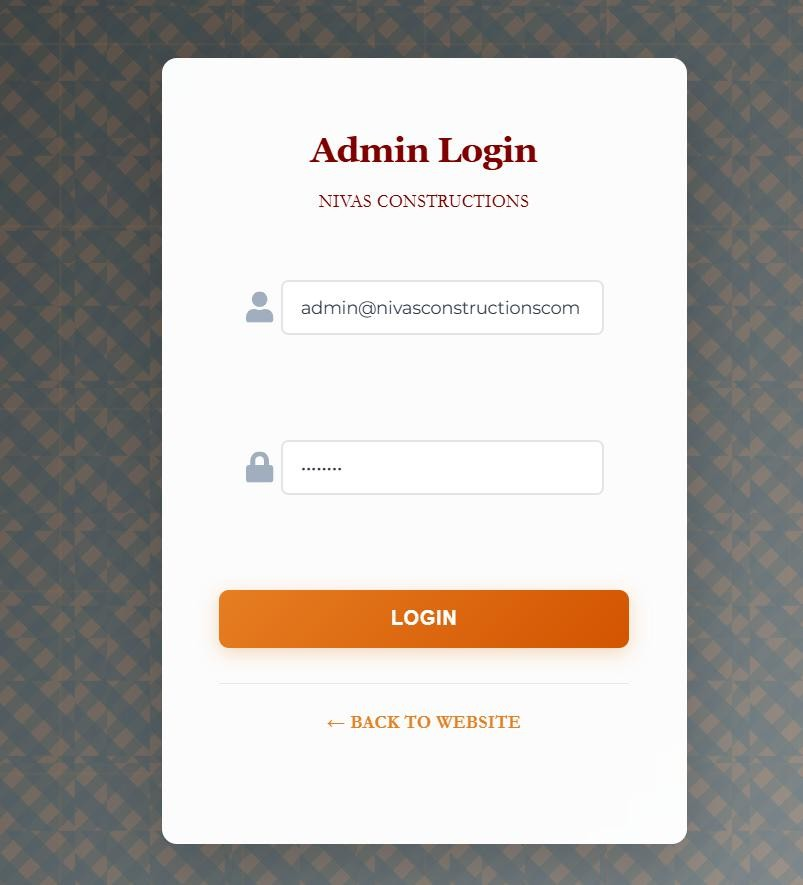 Admin Login
NIVAS CONSTRUCTIONS
admin@nivasconstructionscom
········
LOGIN
← BACK TO WEBSITE